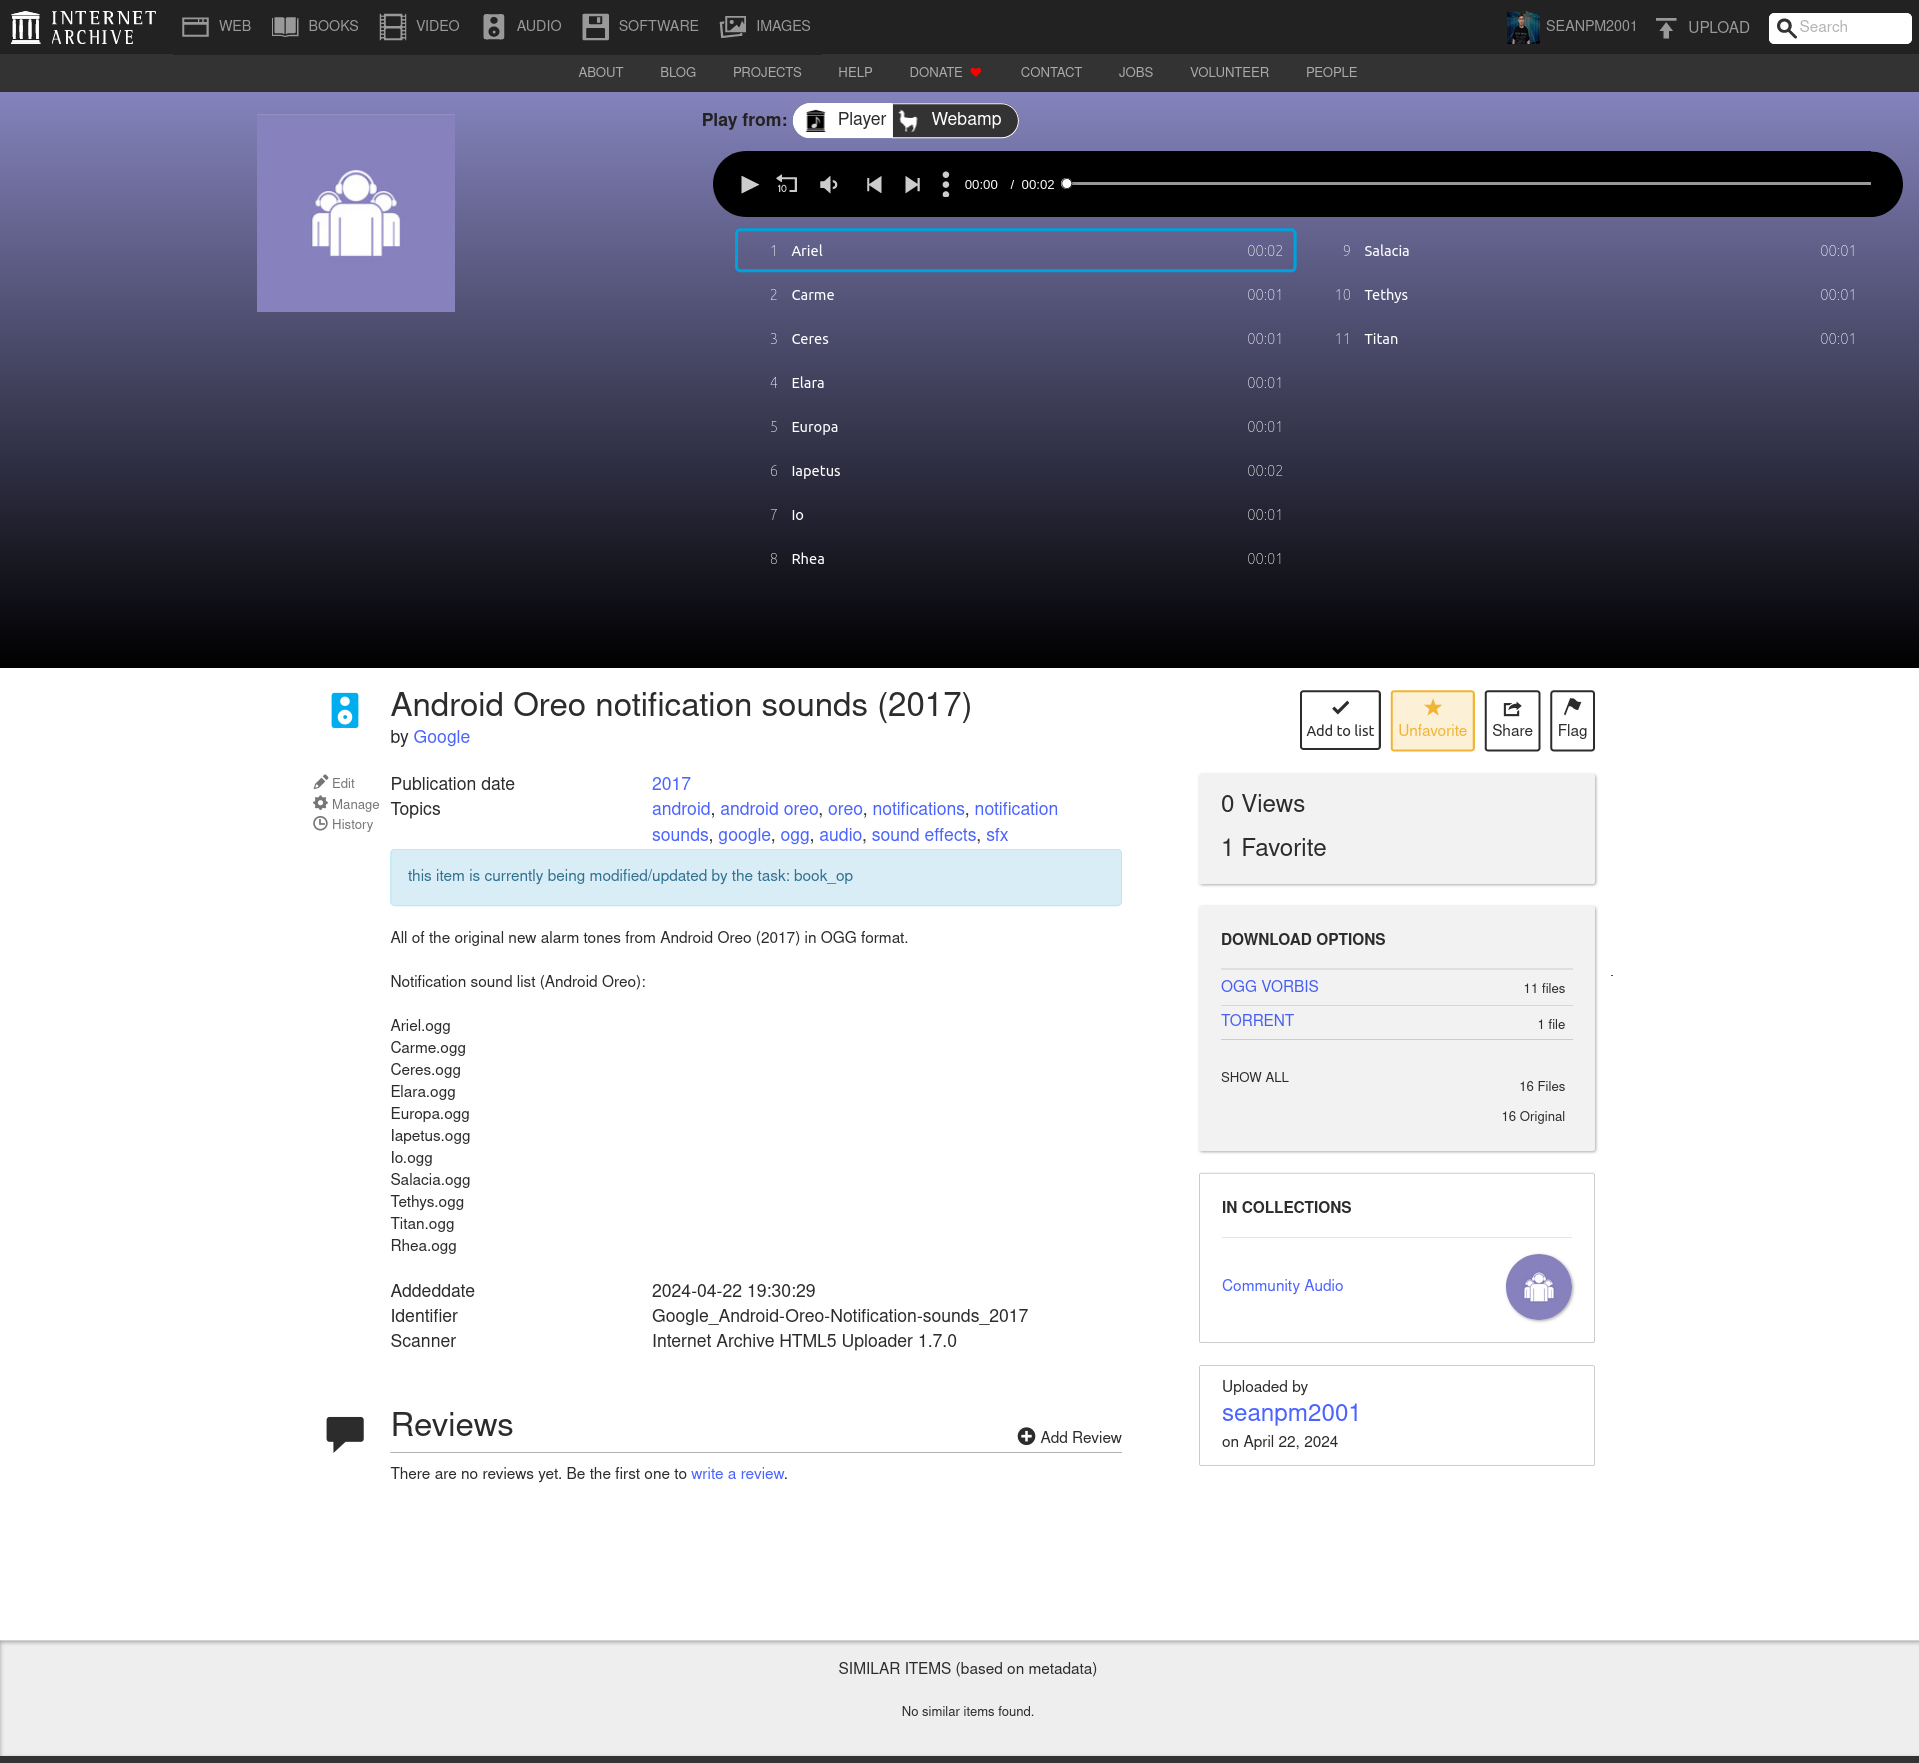 INTERNET ARCHIVE
WEB BOOKS VIDEO AUDIO SOFTWARE IMAGES SEANPM2001 UPLOAD Search
ABOUT BLOG PROJECTS HELP DONATE CONTACT JOBS VOLUNTEER PEOPLE
Play from: Player Webamp
10 00:00 / 00:02
1 Ariel 00:02
2 Carme 00:01
3 Ceres 00:01
4 Elara 00:01
5 Europa 00:01
6 Iapetus 00:02
7 Io 00:01
8 Rhea 00:01
9 Salacia 00:01
10 Tethys 00:01
11 Titan 00:01
Android Oreo notification sounds (2017)
by Google
Add to list Unfavorite Share Flag
Edit
Manage
History
Publication date 2017
Topics android, android oreo, oreo, notifications, notification
sounds, google, ogg, audio, sound effects, sfx
this item is currently being modified/updated by the task: book_op
All of the original new alarm tones from Android Oreo (2017) in OGG format.
Notification sound list (Android Oreo):
Ariel.ogg
Carme.ogg
Ceres.ogg
Elara.ogg
Europa.ogg
Iapetus.ogg
Io.ogg
Salacia.ogg
Tethys.ogg
Titan.ogg
Rhea.ogg
Addeddate 2024-04-22 19:30:29
Identifier Google_Android-Oreo-Notification-sounds_2017
Scanner Internet Archive HTML5 Uploader 1.7.0
Reviews
Add Review
There are no reviews yet. Be the first one to write a review.
0 Views
1 Favorite
DOWNLOAD OPTIONS
OGG VORBIS 11 files
TORRENT 1 file
SHOW ALL 16 Files
16 Original
IN COLLECTIONS
Community Audio
Uploaded by
seanpm2001
on April 22, 2024
SIMILAR ITEMS (based on metadata)
No similar items found.